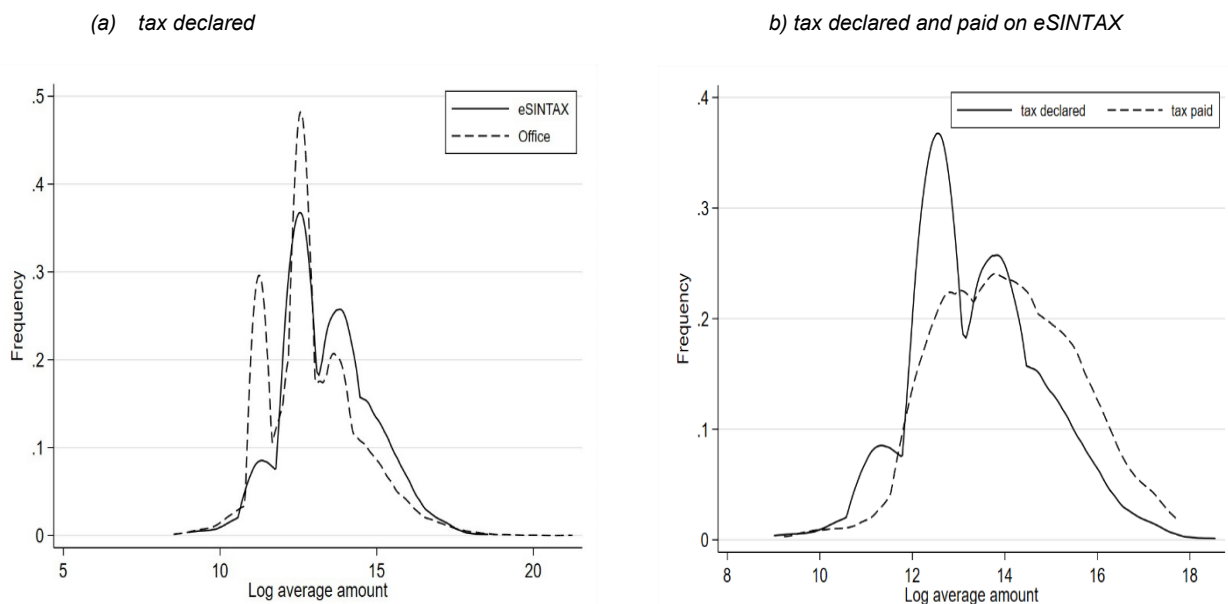 (a) tax declared
b) tax declared and paid on eSINTAX
.5
.4
.3
.2
.1
0
Frequency
5
10
15
20
Log average amount
eSINTAX
Office
.4
.3
.2
.1
0
Frequency
8
10
12
14
16
18
Log average amount
tax declared
tax paid